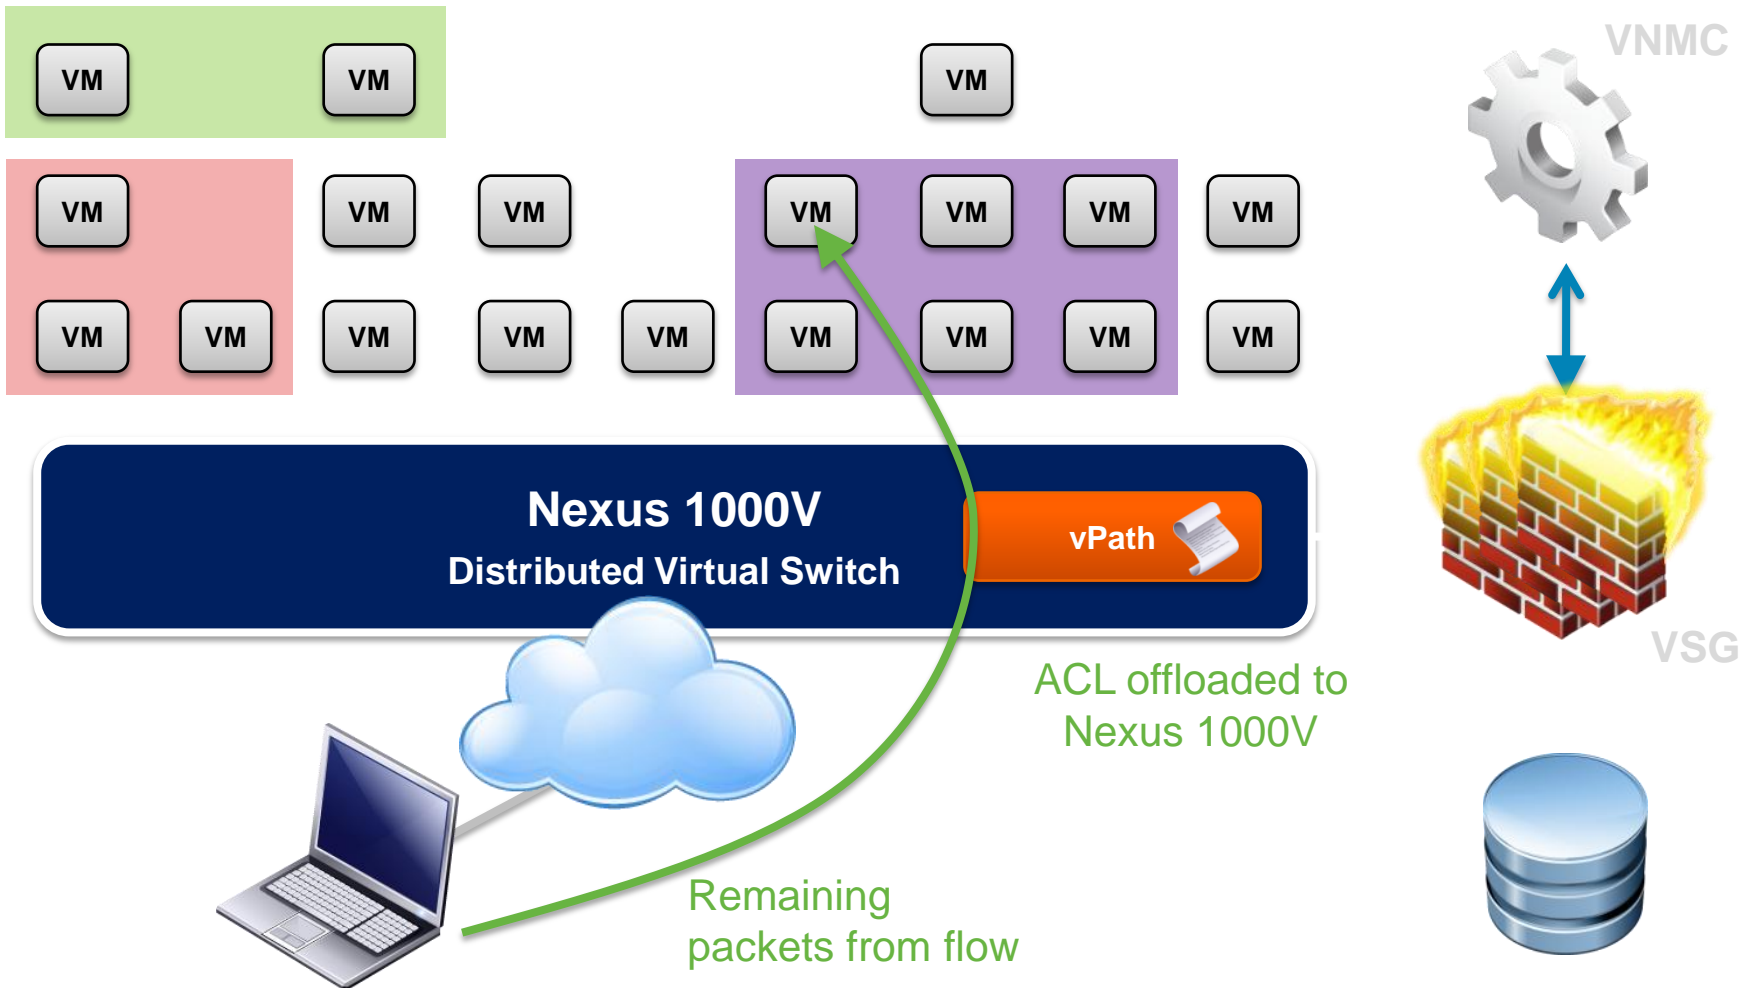 VNMC
VM VM VM
VM VM VM VM VM VM VM
VM VM VM VM VM VM VM VM VM
Nexus 1000V
Distributed Virtual Switch
vPath
VSG
ACL offloaded to
Nexus 1000V
Remaining
packets from flow